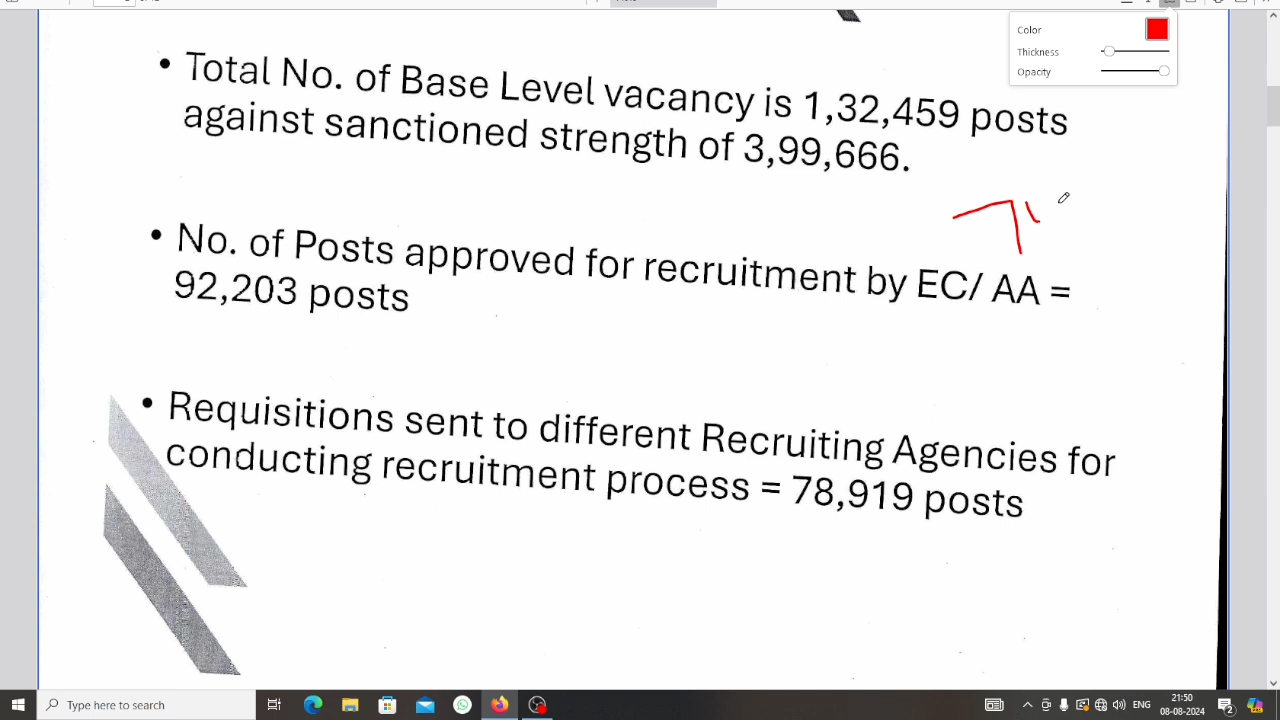 Color
Thickness
Opacity
• Total No. of Base Level vacancy is 1,32,459 posts
against sanctioned strength of 3,99,666.
• No. of Posts approved for recruitment by EC/ AA =
92,203 posts
• Requisitions sent to different Recruiting Agencies for
conducting recruitment process = 78,919 posts
Type here to search
ENG
21:50
08-08-2024
2